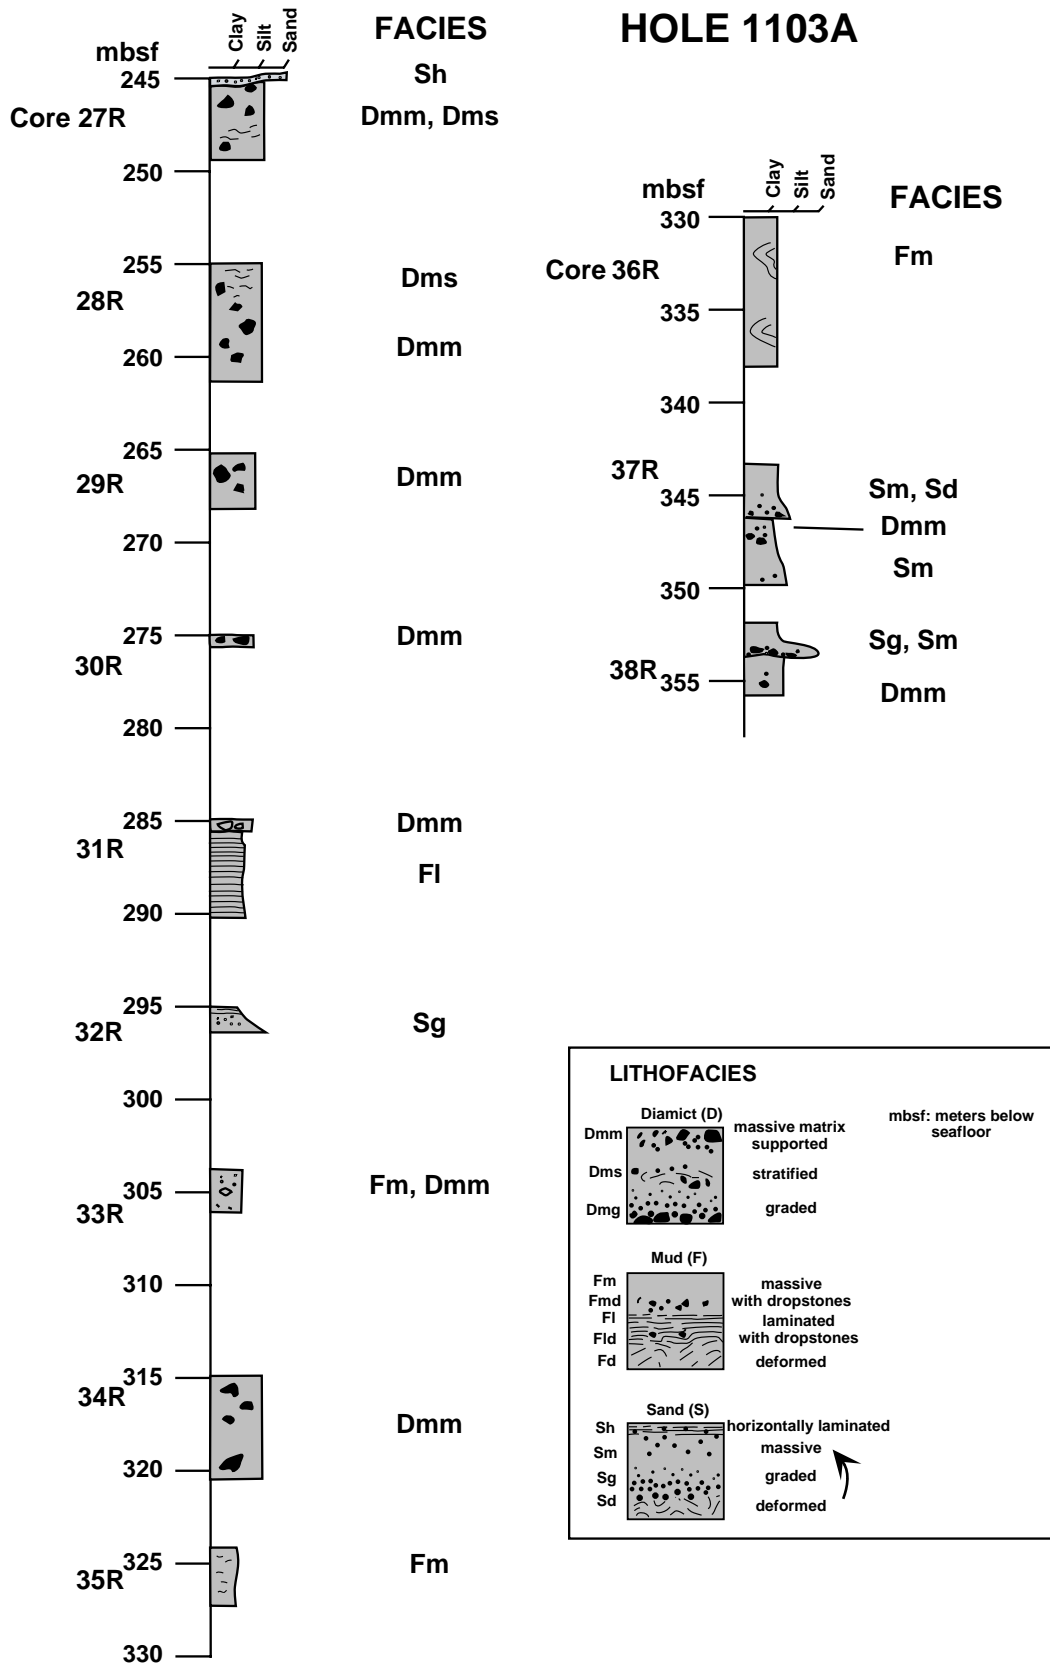 HOLE 1103A
Clay Silt Sand
FACIES
mbsf
245
Sh
Core 27R
Dmm, Dms
250
255
28R
Dms
260
Dmm
265
29R
Dmm
270
275
Dmm
30R
280
285
Dmm
31R
Fl
290
295
32R
Sg
300
305
Fm, Dmm
33R
310
315
34R
Dmm
320
325
Fm
35R
330
Clay Silt Sand
mbsf
FACIES
330
Fm
Core 36R
335
340
37R
345
Sm, Sd
Dmm
Sm
350
Sg, Sm
38R
355
Dmm
LITHOFACIES
mbsf: meters below
seafloor
Diamict (D)
Dmm massive matrix
supported
Dms stratified
Dmg graded
Mud (F)
Fm massive
Fmd with dropstones
Fl laminated
Fld with dropstones
Fd deformed
Sand (S)
Sh horizontally laminated
Sm massive
Sg graded
Sd deformed